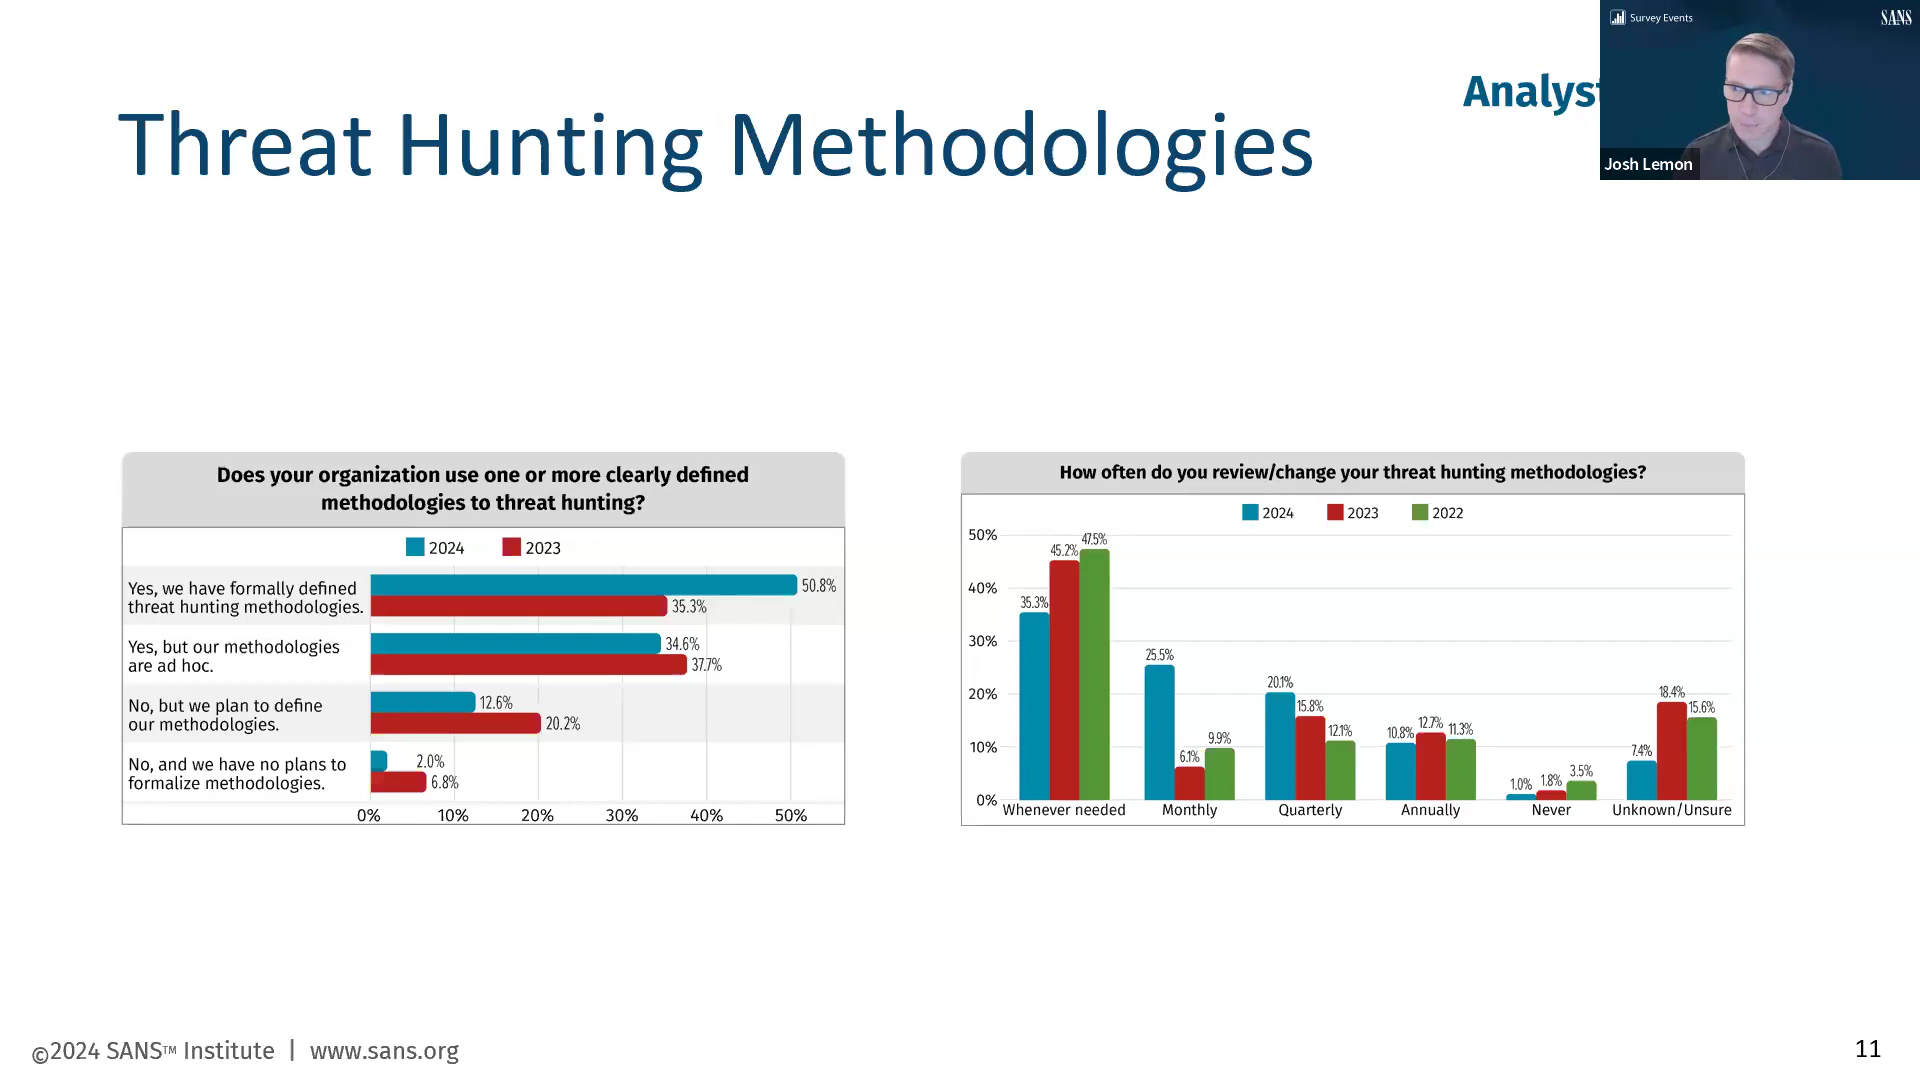 Survey Events
SANS
Analyst
Josh Lemon
Threat Hunting Methodologies
Does your organization use one or more clearly defined
methodologies to threat hunting?
2024
2023
Yes, we have formally defined
threat hunting methodologies.
50.8%
35.3%
Yes, but our methodologies
are ad hoc.
34.6%
37.7%
No, but we plan to define
our methodologies.
12.6%
20.2%
No, and we have no plans to
formalize methodologies.
2.0%
6.8%
0% 10% 20% 30% 40% 50%
How often do you review/change your threat hunting methodologies?
2024 2023 2022
50%
40%
30%
20%
10%
0%
35.3% 45.2% 47.5%
25.5% 6.1% 9.9%
20.1% 15.8% 12.1%
10.8% 12.7% 11.3%
1.0% 1.8% 3.5%
7.4% 18.4% 15.6%
Whenever needed Monthly Quarterly Annually Never Unknown/Unsure
©2024 SANS™ Institute | www.sans.org
11